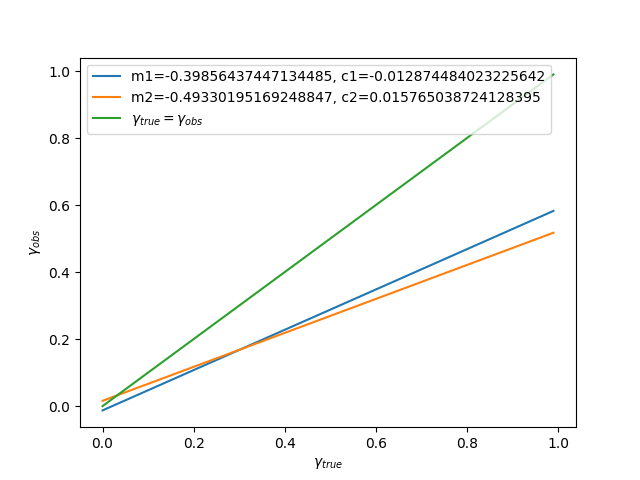 m1=-0.39856437447134485, c1=-0.012874484023225642
m2=-0.49330195169248847, c2=0.015765038724128395
γtrue = γobs
1.0
0.8
0.6
0.4
0.2
0.0
γobs
0.0 0.2 0.4 0.6 0.8 1.0
γtrue